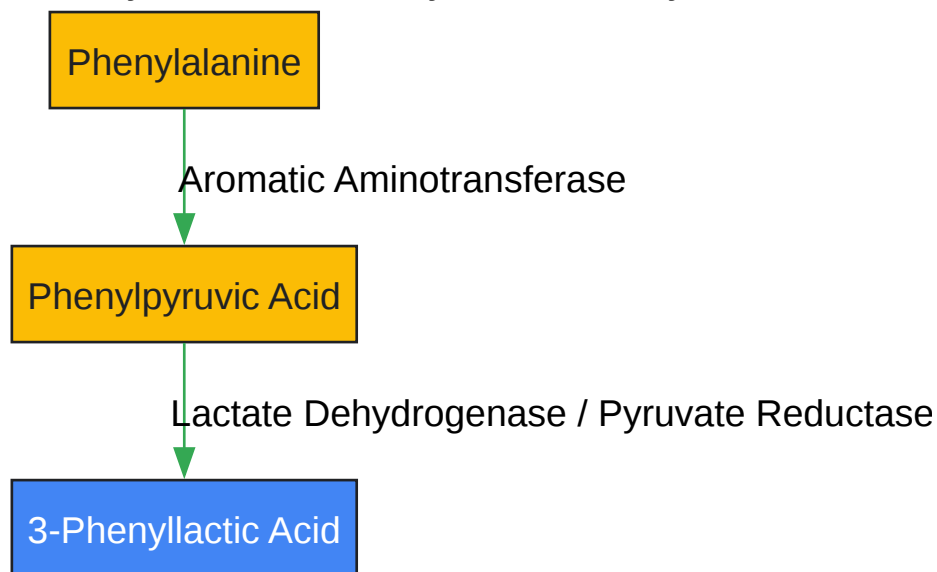 Phenylalanine
Aromatic Aminotransferase
Phenylpyruvic Acid
Lactate Dehydrogenase / Pyruvate Reductase
3-Phenyllactic Acid